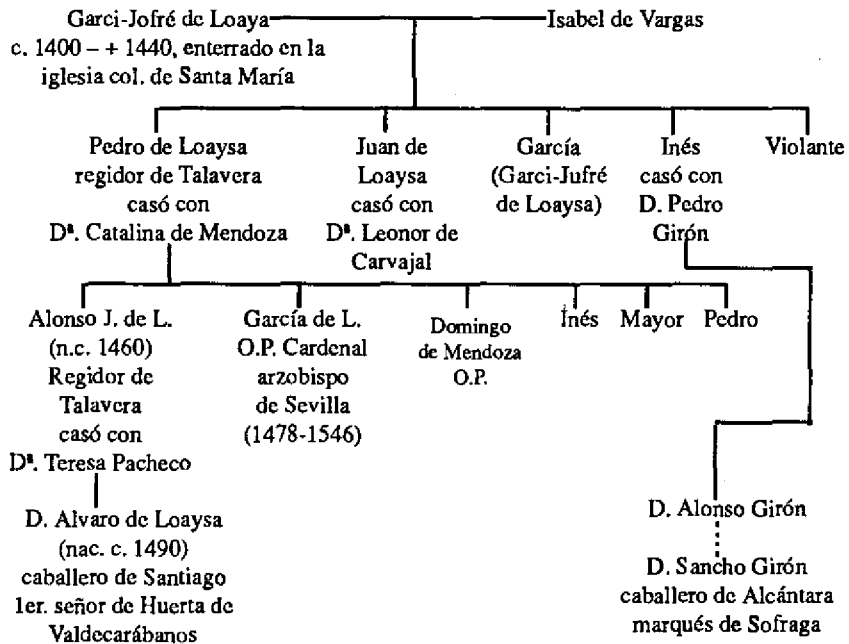 Garci-Jofré de Loaya
c. 1400 – + 1440, enterrado en la
iglesia col. de Santa María
Isabel de Vargas
Pedro de Loaysa
regidor de Talavera
casó con
Dª. Catalina de Mendoza
Juan de
Loaysa
casó con
Dª. Leonor de
Carvajal
García
(Garci-Jufré
de Loaysa)
Inés
casó con
D. Pedro
Girón
Violante
Alonso J. de L.
(n.c. 1460)
Regidor de
Talavera
casó con
Dª. Teresa Pacheco
García de L.
O.P. Cardenal
arzobispo
de Sevilla
(1478-1546)
Domingo
de Mendoza
O.P.
Inés
Mayor
Pedro
D. Alvaro de Loaysa
(nac. c. 1490)
caballero de Santiago
1er. señor de Huerta de
Valdecarábanos
D. Alonso Girón
D. Sancho Girón
caballero de Alcántara
marqués de Sofraga